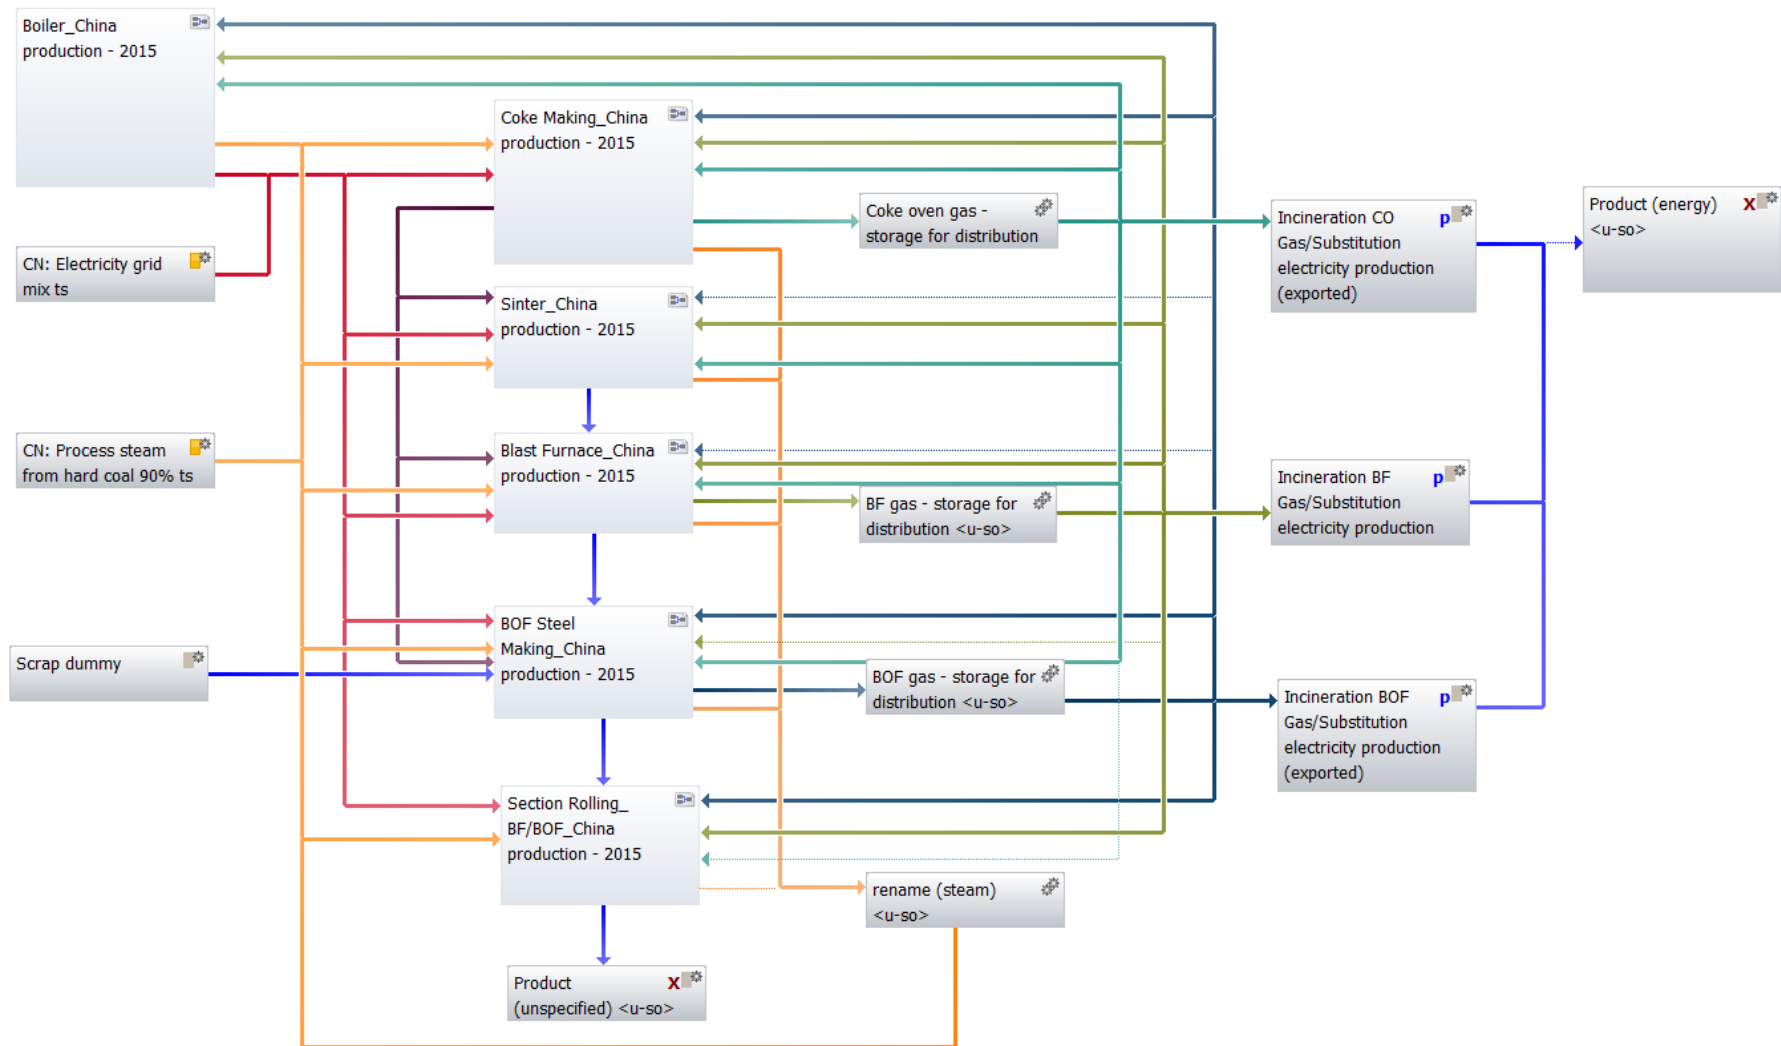 Boiler_China
production - 2015
Coke Making_China
production - 2015
Coke oven gas -
storage for distribution
Incineration CO
Gas/Substitution
electricity production
(exported)
p
Product (energy)
<u-so>
X
CN: Electricity grid
mix ts
Sinter_China
production - 2015
CN: Process steam
from hard coal 90% ts
Blast Furnace_China
production - 2015
BF gas - storage for
distribution <u-so>
Incineration BF
Gas/Substitution
electricity production
p
Scrap dummy
BOF Steel
Making_China
production - 2015
BOF gas - storage for
distribution <u-so>
Incineration BOF
Gas/Substitution
electricity production
(exported)
p
Section Rolling_
BF/BOF_China
production - 2015
rename (steam)
<u-so>
Product
(unspecified) <u-so>
X